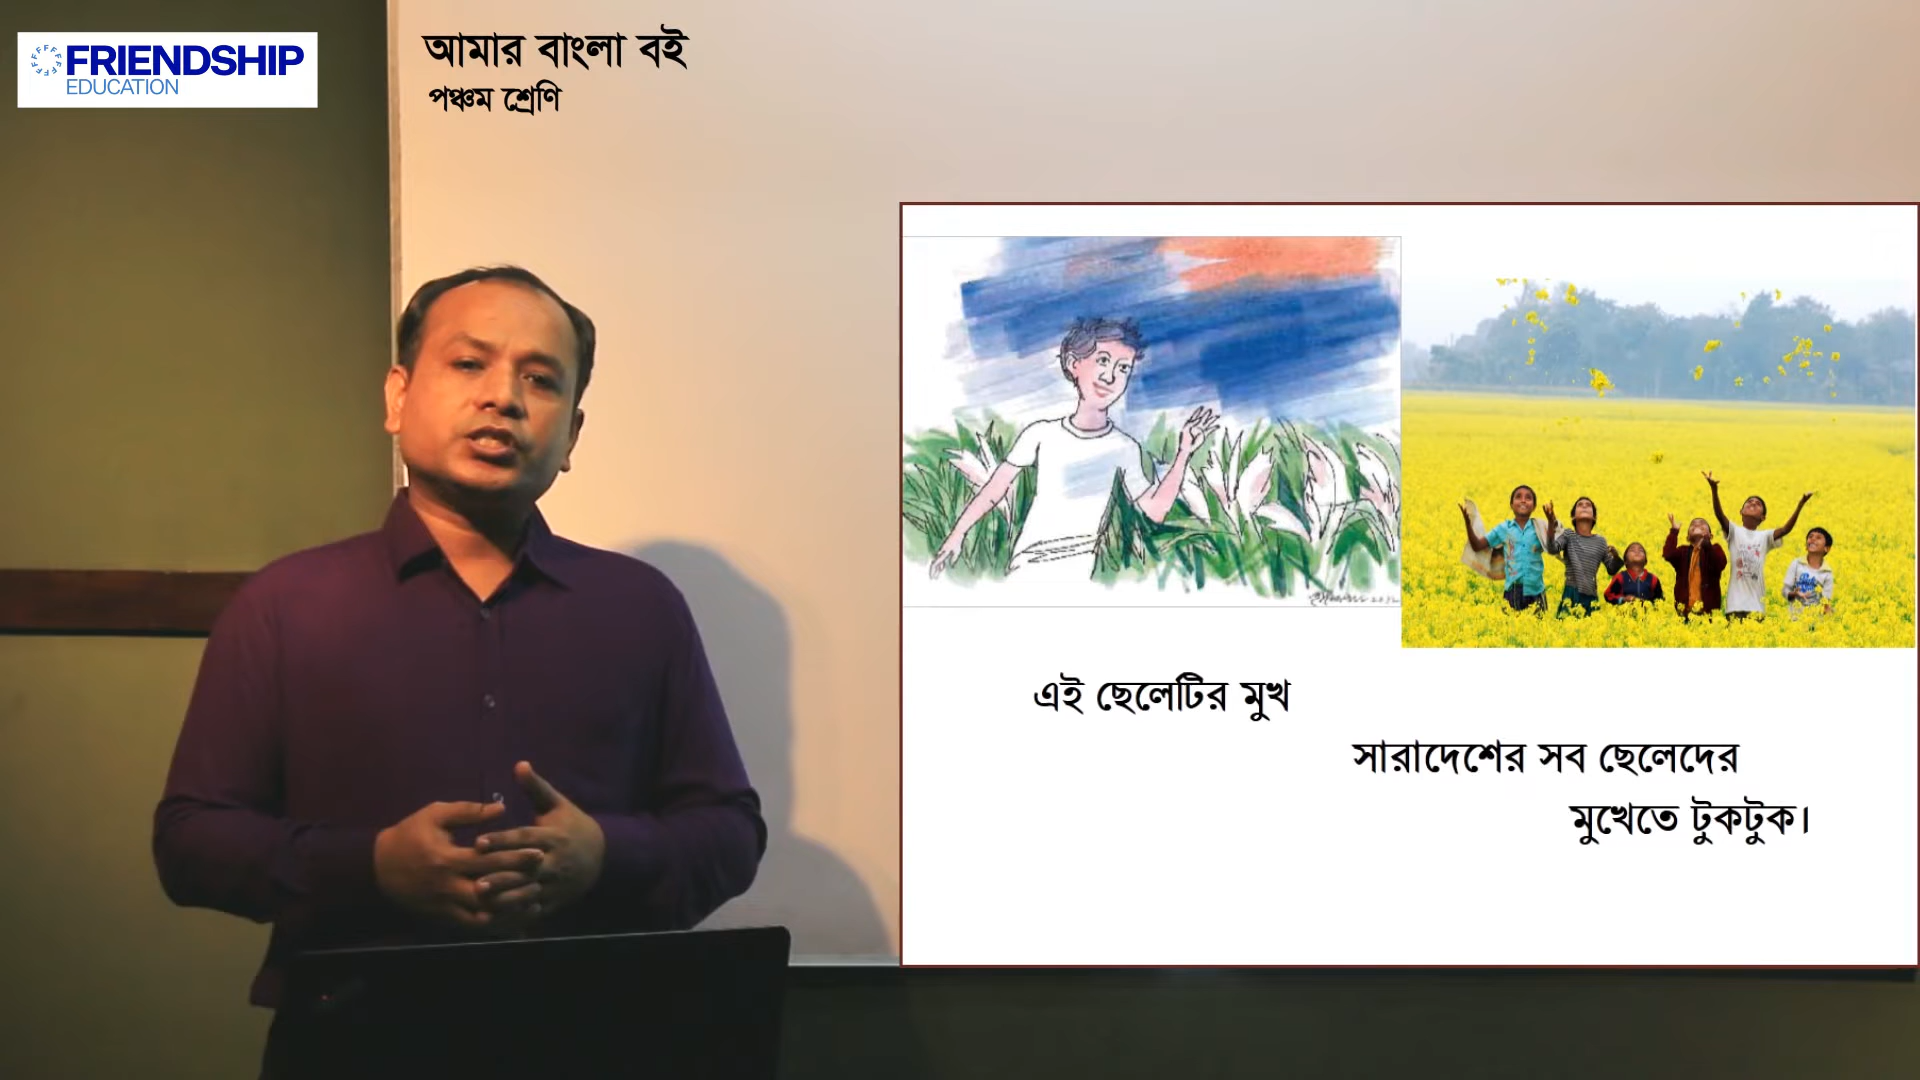 FRIENDSHIP
EDUCATION
আমার বাংলা বই
পঞ্চম শ্রেণি
এই ছেলেটির মুখ
সারাদেশের সব ছেলেদের
মুখেতে টুকটুক।